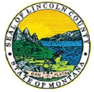 SEAL OF LINCOLN COUNTY
STATE OF MONTANA